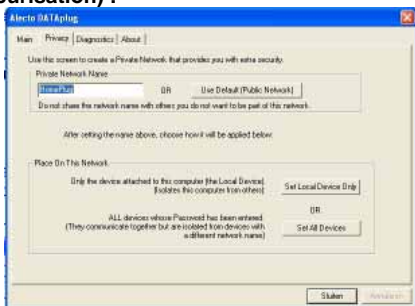 urisation) :
Alecto DATAplug
Main Privacy Diagnostics About
Use this screen to create a Private Network that provides you with extra security.
Private Network Name
HomePlug OR Use Default (Public Network)
Do not share the network name with others you do not want to be part of this network.
After setting the name above, choose how it will be applied below.
Place On This Network
Only the device attached to this computer (the Local Device). Set Local Device Only
(Isolates this computer from others)
OR
ALL devices whose Password has been entered. Set All Devices
(They communicate together but are isolated from devices with
a different network name)
Sluiten Annuleren